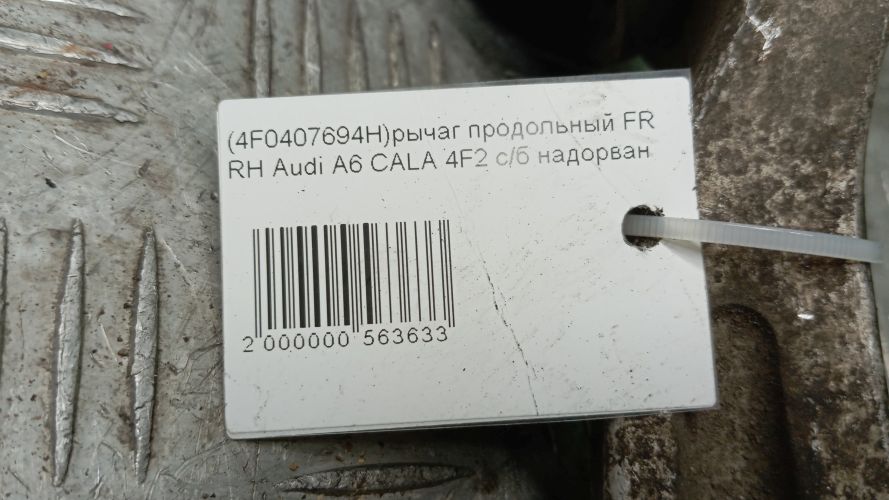 (4F0407694H)рычаг продольный FR
RH Audi A6 CALA 4F2 с/б надорван
2 000000 563633